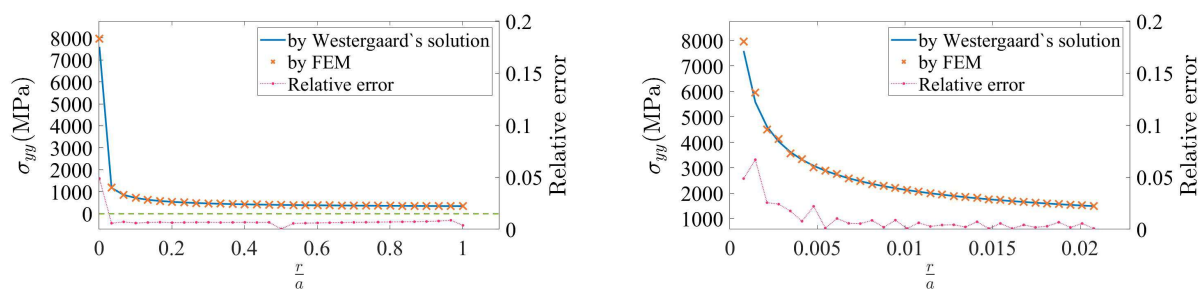 8000
7000
6000
5000
4000
3000
2000
1000
0
σyy(MPa)
0 0.2 0.4 0.6 0.8 1
r/a
0.2
0.15
0.1
0.05
0
Relative error
by Westergaard`s solution
by FEM
Relative error
8000
7000
6000
5000
4000
3000
2000
1000
σyy(MPa)
0 0.005 0.01 0.015 0.02
r/a
0.2
0.15
0.1
0.05
0
Relative error
by Westergaard`s solution
by FEM
Relative error